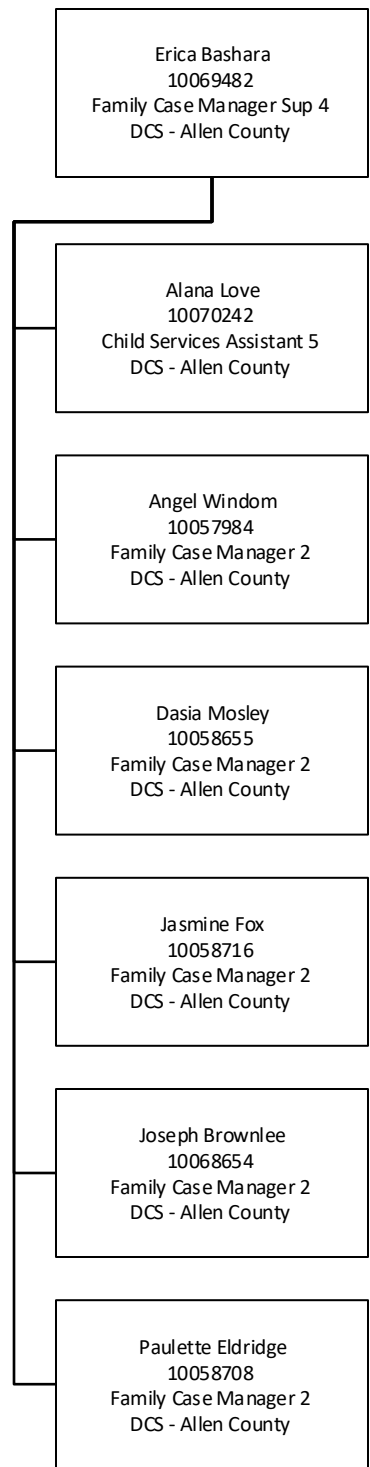 Erica Bashara
10069482
Family Case Manager Sup 4
DCS - Allen County
Alana Love
10070242
Child Services Assistant 5
DCS - Allen County
Angel Windom
10057984
Family Case Manager 2
DCS - Allen County
Dasia Mosley
10058655
Family Case Manager 2
DCS - Allen County
Jasmine Fox
10058716
Family Case Manager 2
DCS - Allen County
Joseph Brownlee
10068654
Family Case Manager 2
DCS - Allen County
Paulette Eldridge
10058708
Family Case Manager 2
DCS - Allen County